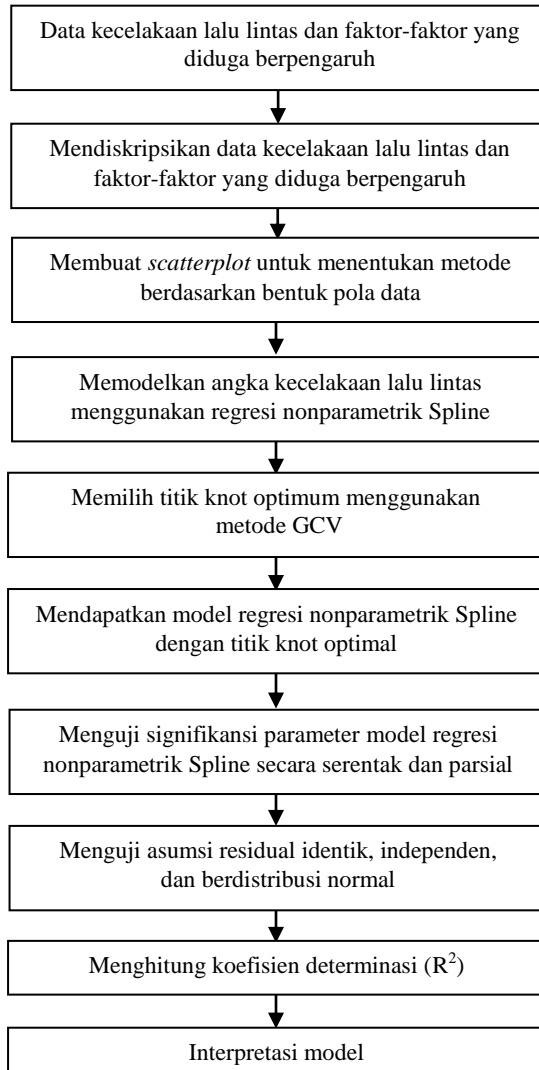 Data kecelakaan lalu lintas dan faktor-faktor yang
diduga berpengaruh
Mendiskripsikan data kecelakaan lalu lintas dan
faktor-faktor yang diduga berpengaruh
Membuat scatterplot untuk menentukan metode
berdasarkan bentuk pola data
Memodelkan angka kecelakaan lalu lintas
menggunakan regresi nonparametrik Spline
Memilih titik knot optimum menggunakan
metode GCV
Mendapatkan model regresi nonparametrik Spline
dengan titik knot optimal
Menguji signifikansi parameter model regresi
nonparametrik Spline secara serentak dan parsial
Menguji asumsi residual identik, independen,
dan berdistribusi normal
Menghitung koefisien determinasi (R²)
Interpretasi model